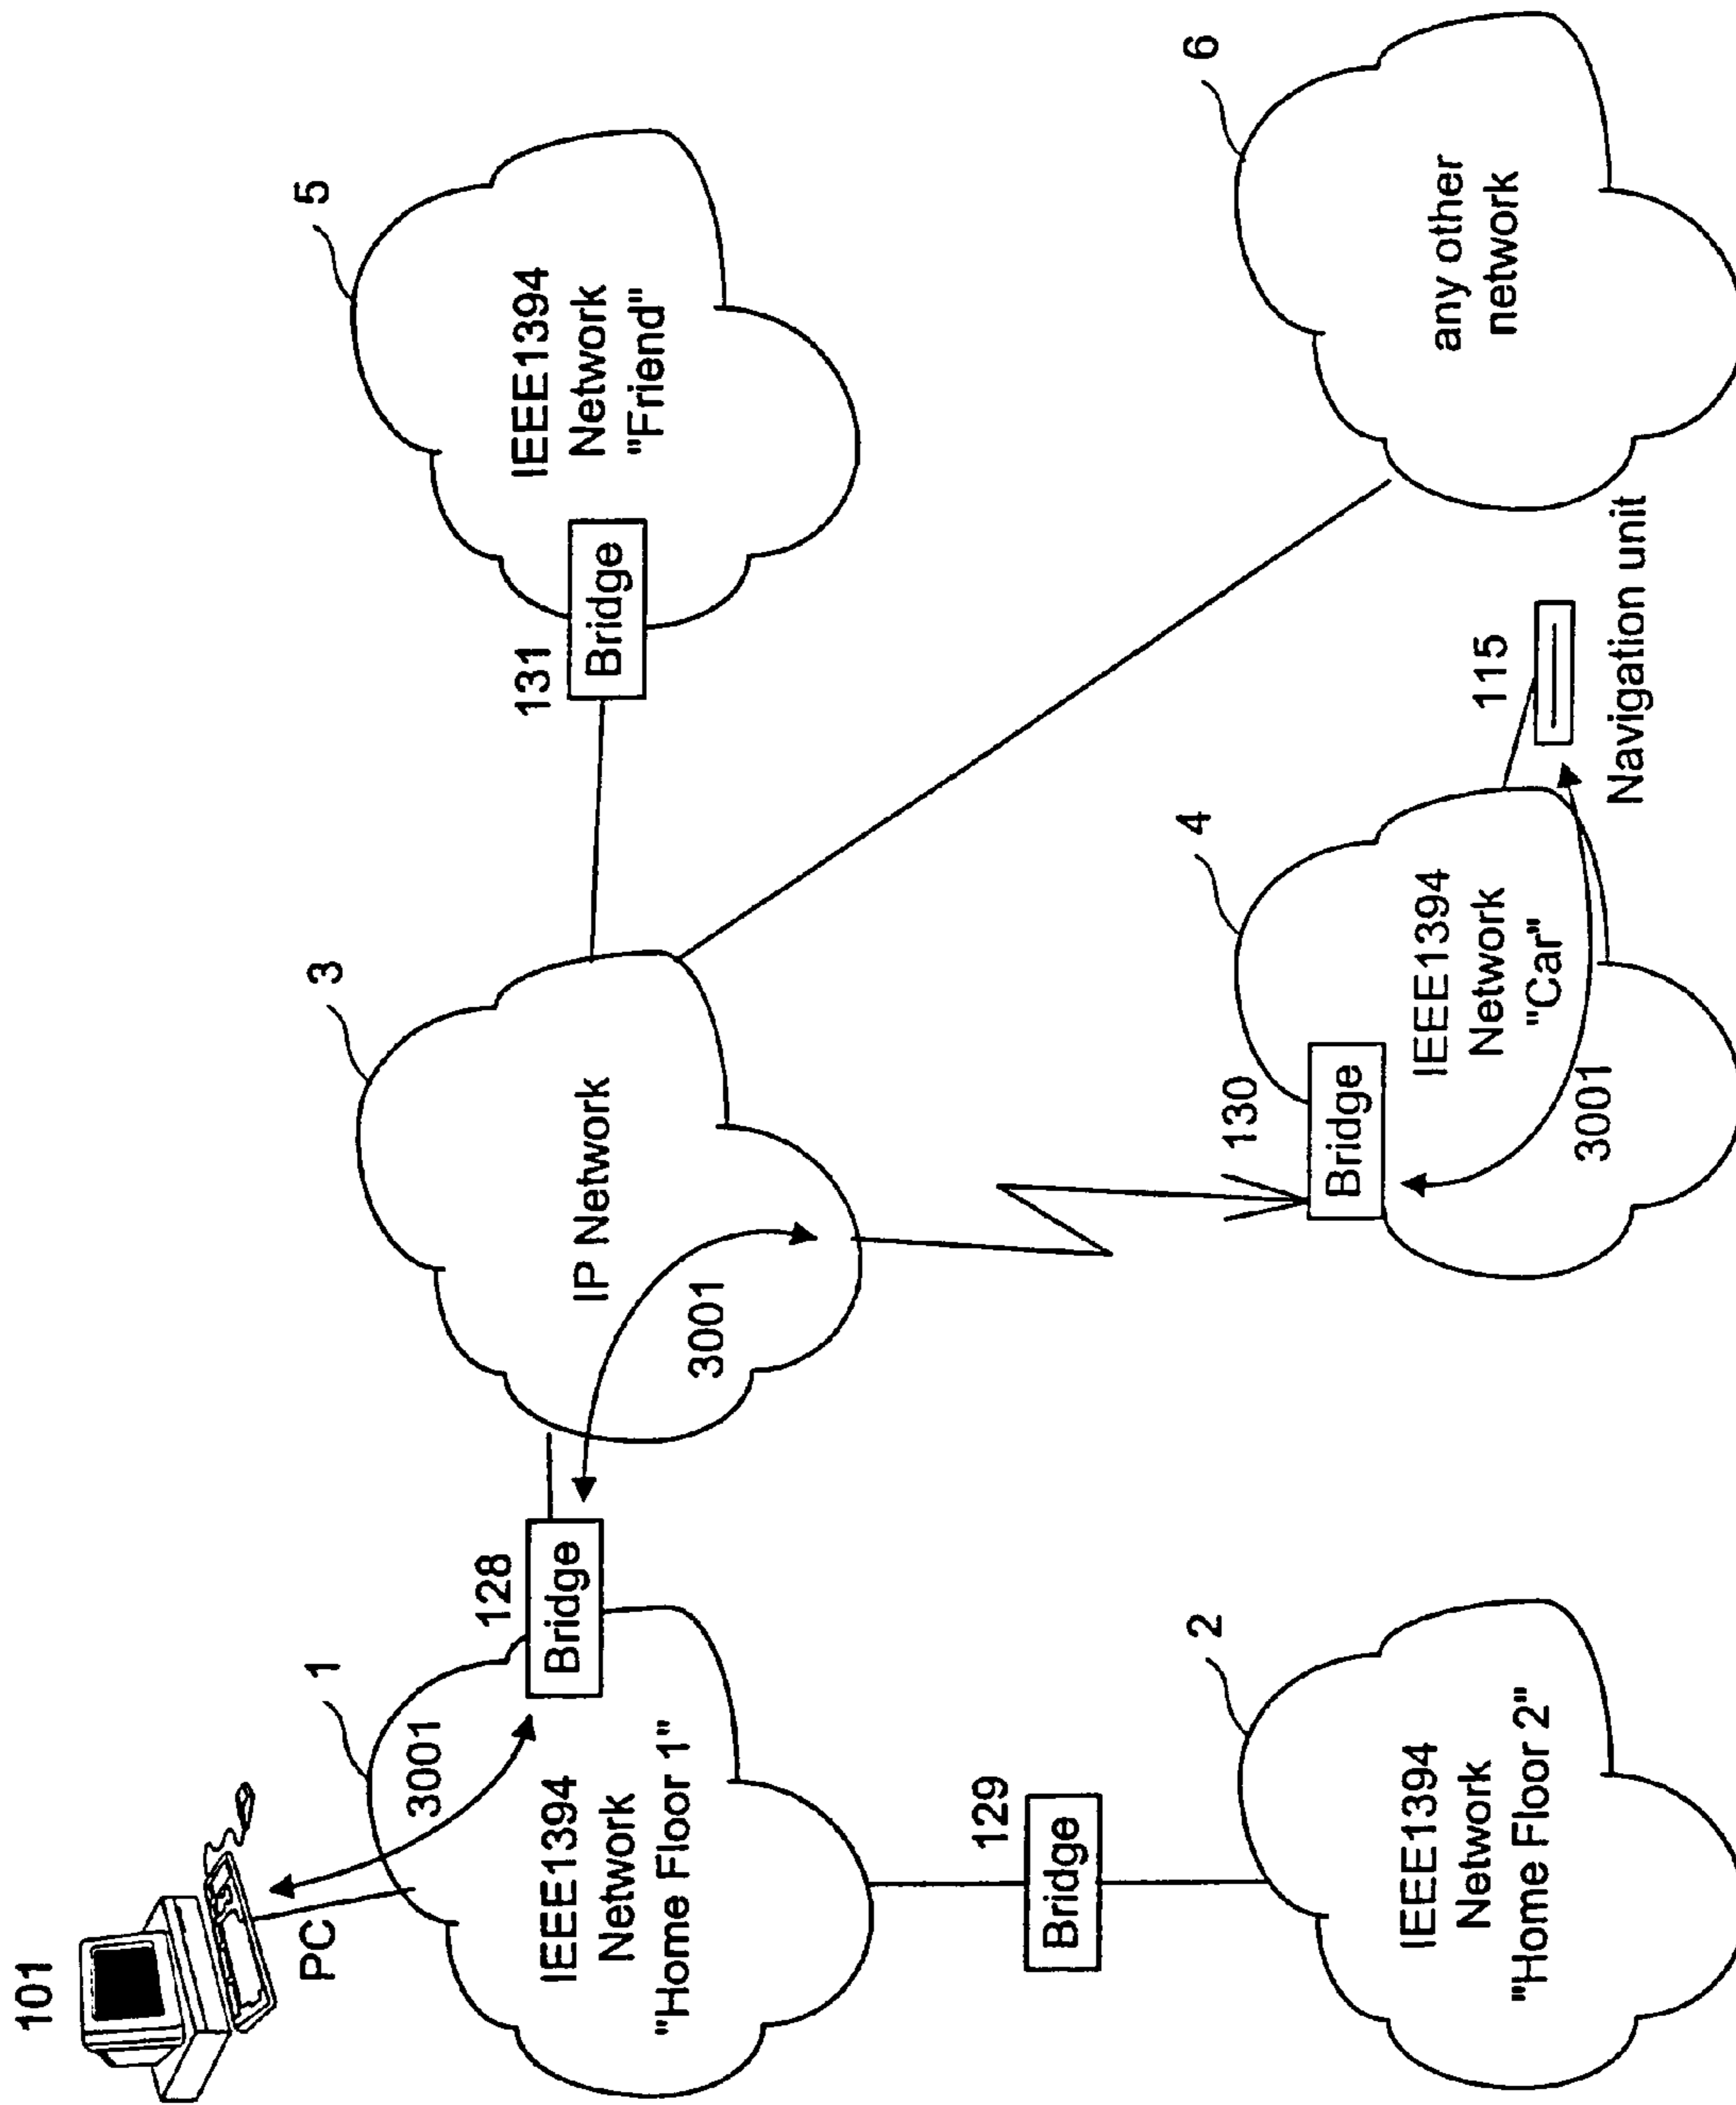 101
PC
3001
1
128
Bridge
IEEE1394
Network
"Home Floor 1"
3
IP Network
3001
5
131
Bridge
IEEE1394
Network
"Friend"
129
Bridge
2
IEEE1394
Network
"Home Floor 2"
130
Bridge
4
IEEE1394
Network
"Car"
3001
115
Navigation unit
6
any other
network